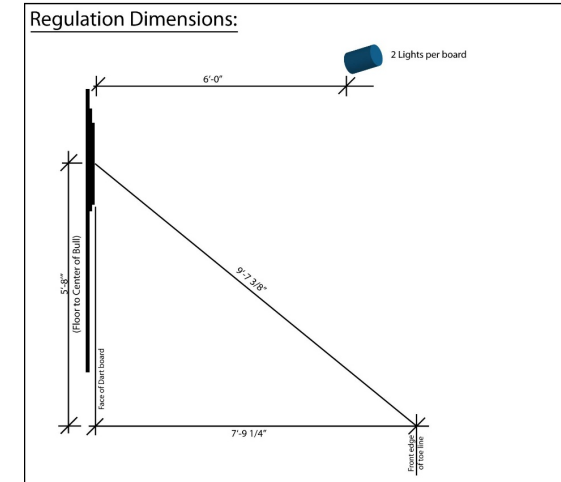 Regulation Dimensions:
2 Lights per board
6'-0"
5'-8"
(Floor to Center of Bull)
9'-7 3/8"
Face of Dart board
7'-9 1/4"
Front edge
of toe line